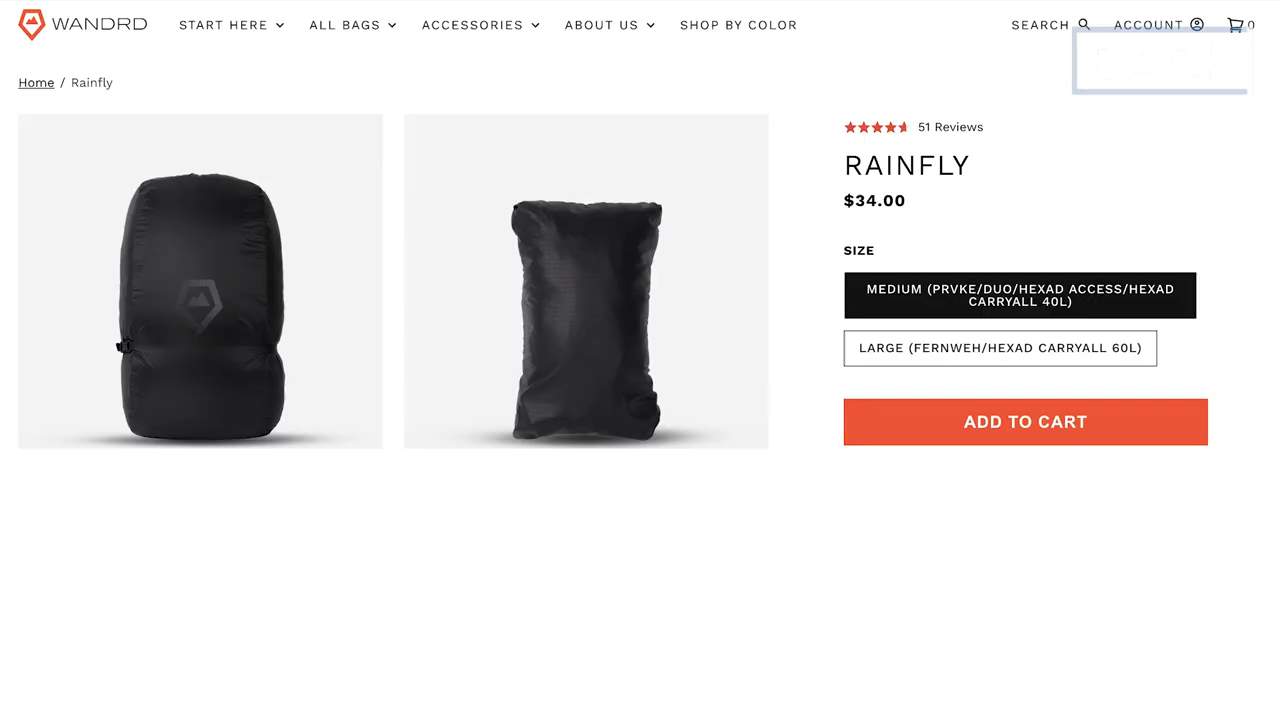 WANDRD START HERE ALL BAGS ACCESSORIES ABOUT US SHOP BY COLOR SEARCH ACCOUNT 0
Home / Rainfly
51 Reviews
RAINFLY
$34.00
SIZE
MEDIUM (PRVKE/DUO/HEXAD ACCESS/HEXAD
CARRYALL 40L)
LARGE (FERNWEH/HEXAD CARRYALL 60L)
ADD TO CART